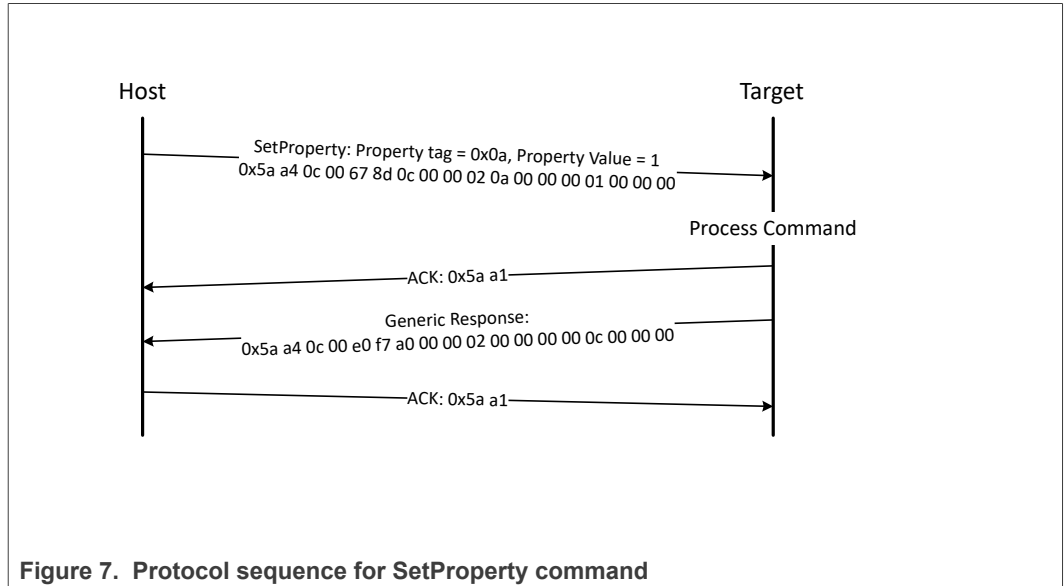 Host
Target
SetProperty: Property tag = 0x0a, Property Value = 1
0x5a a4 0c 00 67 8d 0c 00 00 02 0a 00 00 00 01 00 00 00
Process Command
ACK: 0x5a a1
Generic Response:
0x5a a4 0c 00 e0 f7 a0 00 00 02 00 00 00 00 0c 00 00 00
ACK: 0x5a a1
Figure 7. Protocol sequence for SetProperty command